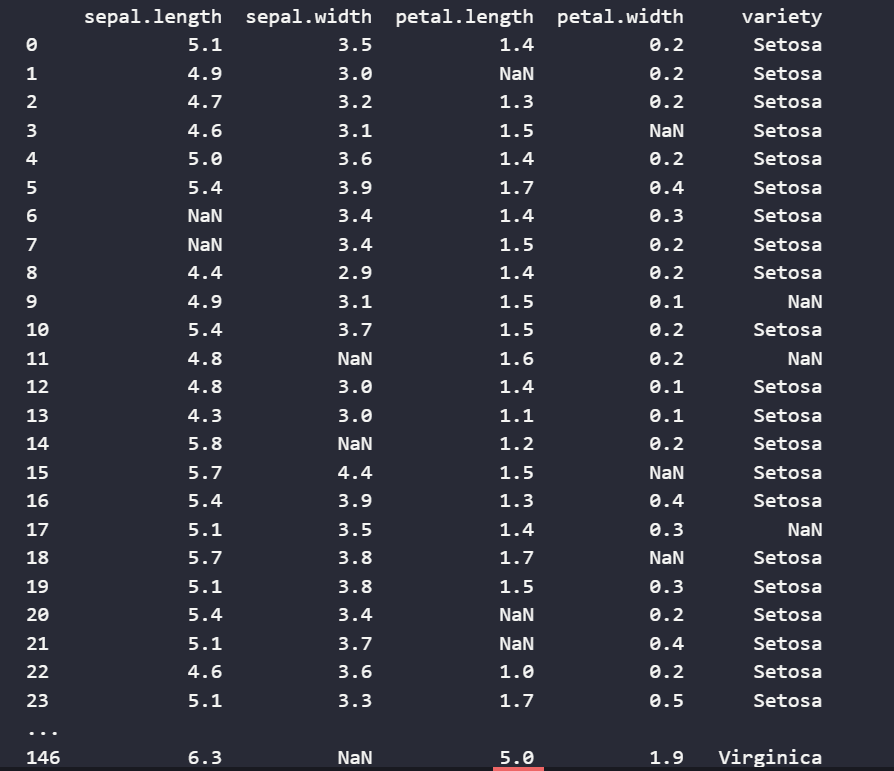 sepal.length sepal.width petal.length petal.width variety
0 5.1 3.5 1.4 0.2 Setosa
1 4.9 3.0 NaN 0.2 Setosa
2 4.7 3.2 1.3 0.2 Setosa
3 4.6 3.1 1.5 NaN Setosa
4 5.0 3.6 1.4 0.2 Setosa
5 5.4 3.9 1.7 0.4 Setosa
6 NaN 3.4 1.4 0.3 Setosa
7 NaN 3.4 1.5 0.2 Setosa
8 4.4 2.9 1.4 0.2 Setosa
9 4.9 3.1 1.5 0.1 NaN
10 5.4 3.7 1.5 0.2 Setosa
11 4.8 NaN 1.6 0.2 NaN
12 4.8 3.0 1.4 0.1 Setosa
13 4.3 3.0 1.1 0.1 Setosa
14 5.8 NaN 1.2 0.2 Setosa
15 5.7 4.4 1.5 NaN Setosa
16 5.4 3.9 1.3 0.4 Setosa
17 5.1 3.5 1.4 0.3 NaN
18 5.7 3.8 1.7 NaN Setosa
19 5.1 3.8 1.5 0.3 Setosa
20 5.4 3.4 NaN 0.2 Setosa
21 5.1 3.7 NaN 0.4 Setosa
22 4.6 3.6 1.0 0.2 Setosa
23 5.1 3.3 1.7 0.5 Setosa
...
146 6.3 NaN 5.0 1.9 Virginica